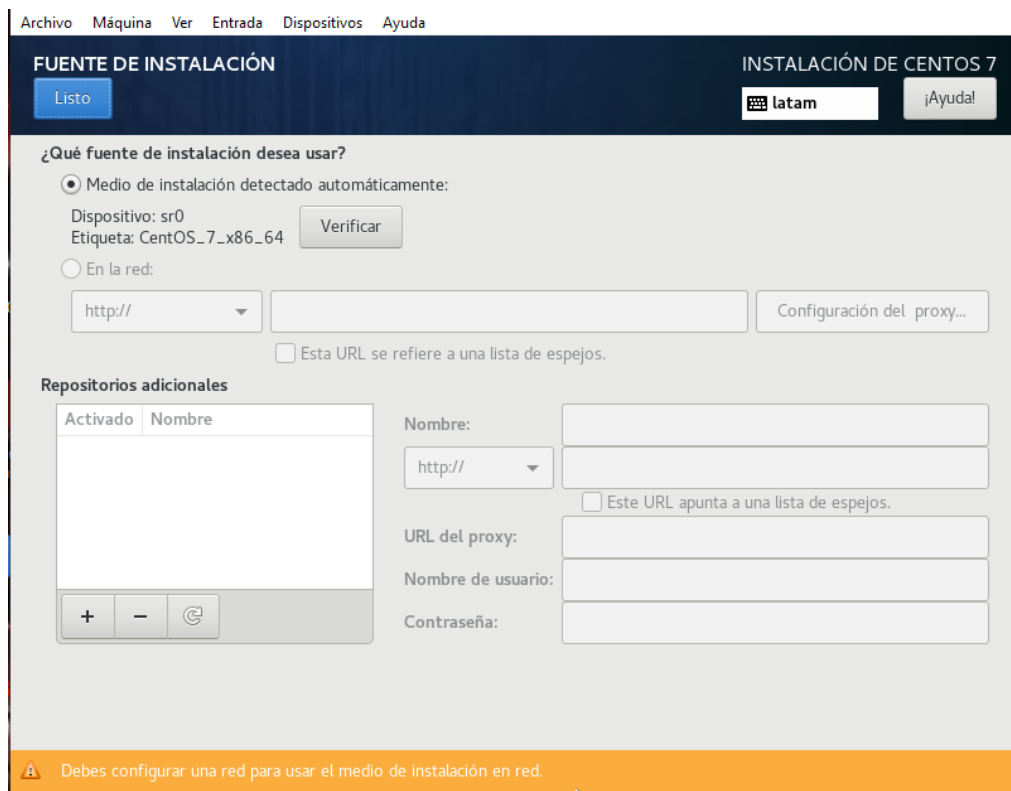 Archivo Máquina Ver Entrada Dispositivos Ayuda
FUENTE DE INSTALACIÓN
INSTALACIÓN DE CENTOS 7
Listo
latam
¡Ayuda!
¿Qué fuente de instalación desea usar?
Medio de instalación detectado automáticamente:
Dispositivo: sr0
Etiqueta: CentOS_7_x86_64
Verificar
En la red:
http://
Configuración del proxy...
Esta URL se refiere a una lista de espejos.
Repositorios adicionales
Activado Nombre
Nombre:
http://
Este URL apunta a una lista de espejos.
URL del proxy:
Nombre de usuario:
Contraseña:
Debes configurar una red para usar el medio de instalación en red.